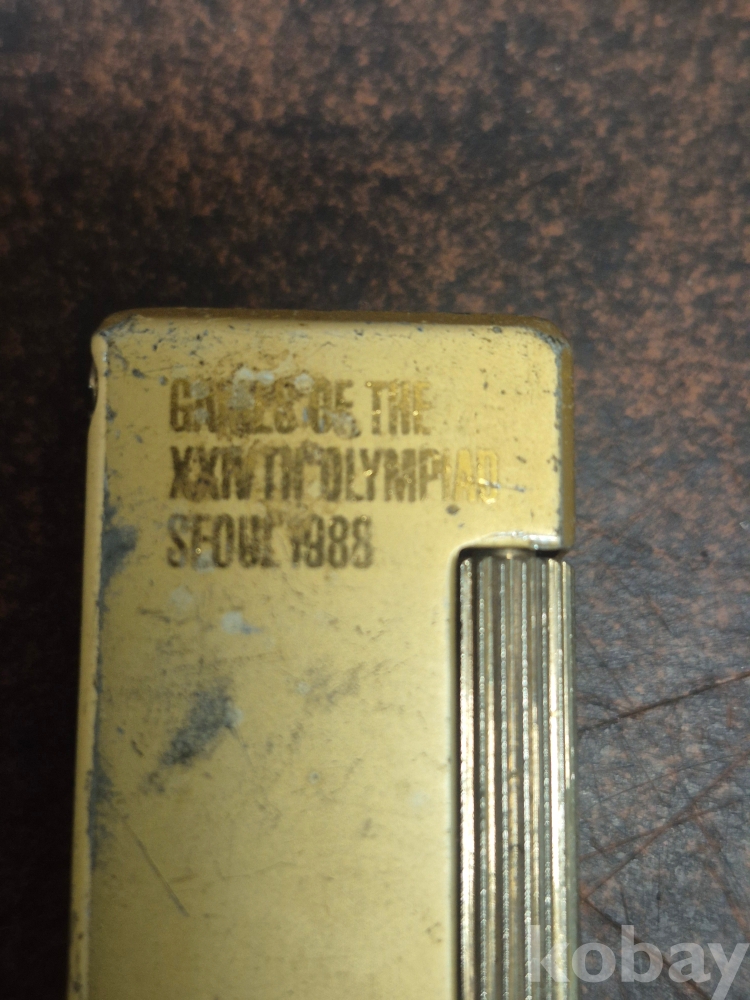 GAMES OF THE
XXIVTH OLYMPIAD
SEOUL 1988
kobay